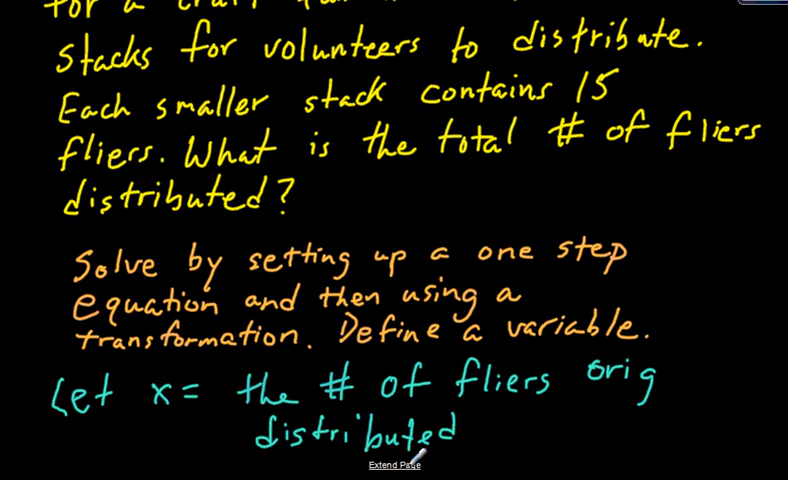 for a craft
stacks for volunteers to distribute.
Each smaller stack contains 15
fliers. What is the total # of fliers
distributed?
Solve by setting up a one step
equation and then using a
transformation. Define a variable.
Let x = the # of fliers orig
distributed
Extend Page